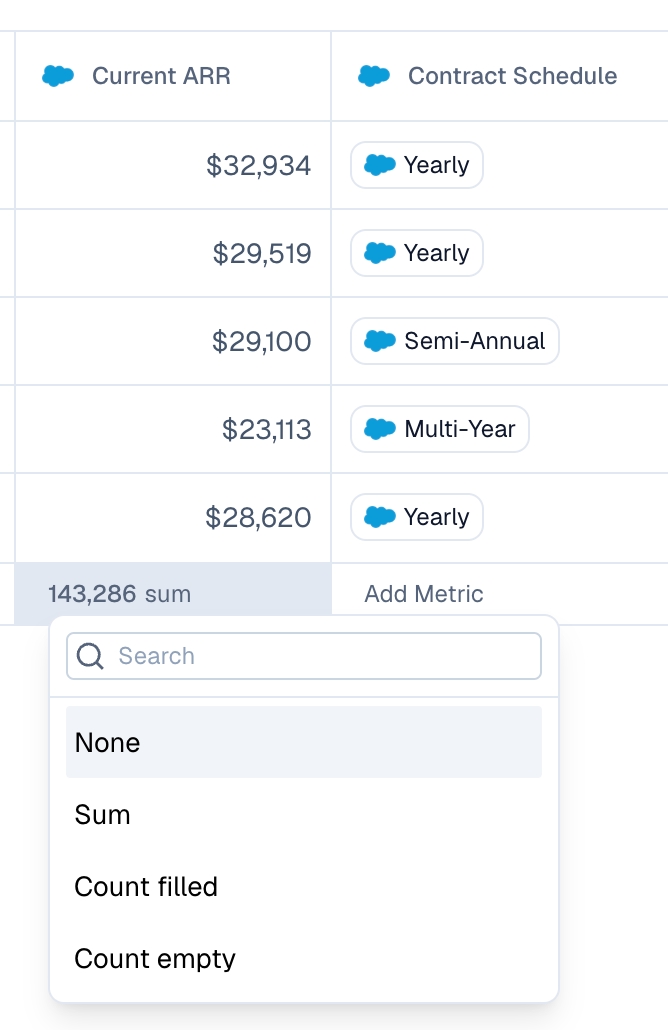 Current ARR Contract Schedule
$32,934 Yearly
$29,519 Yearly
$29,100 Semi-Annual
$23,113 Multi-Year
$28,620 Yearly
143,286 sum Add Metric
Search
None
Sum
Count filled
Count empty